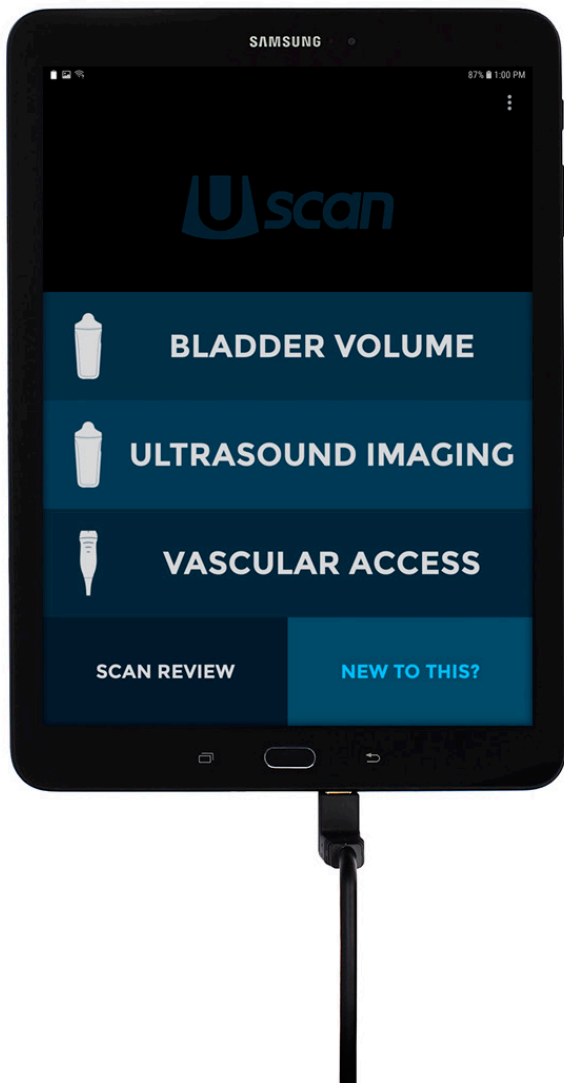 SAMSUNG
87% 1:00 PM
Uscan
BLADDER VOLUME
ULTRASOUND IMAGING
VASCULAR ACCESS
SCAN REVIEW
NEW TO THIS?